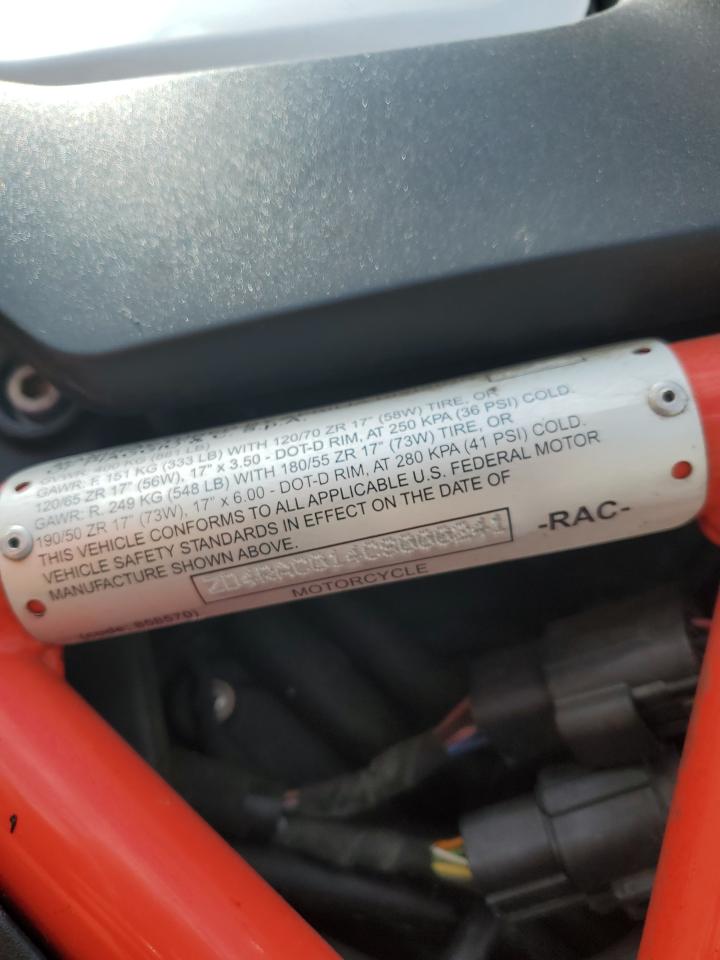 GAWR: F. 151 KG (333 LB) WITH 120/70 ZR 17" (58W) TIRE, OR
120/65 ZR 17" (56W), 17" x 3.50 - DOT-D RIM, AT 250 KPA (36 PSI) COLD.
GAWR: R. 249 KG (548 LB) WITH 180/55 ZR 17" (73W) TIRE, OR
190/50 ZR 17" (73W), 17" x 6.00 - DOT-D RIM, AT 280 KPA (41 PSI) COLD.
THIS VEHICLE CONFORMS TO ALL APPLICABLE U.S. FEDERAL MOTOR
VEHICLE SAFETY STANDARDS IN EFFECT ON THE DATE OF
MANUFACTURE SHOWN ABOVE.
-RAC-
MOTORCYCLE
(code: 858570)